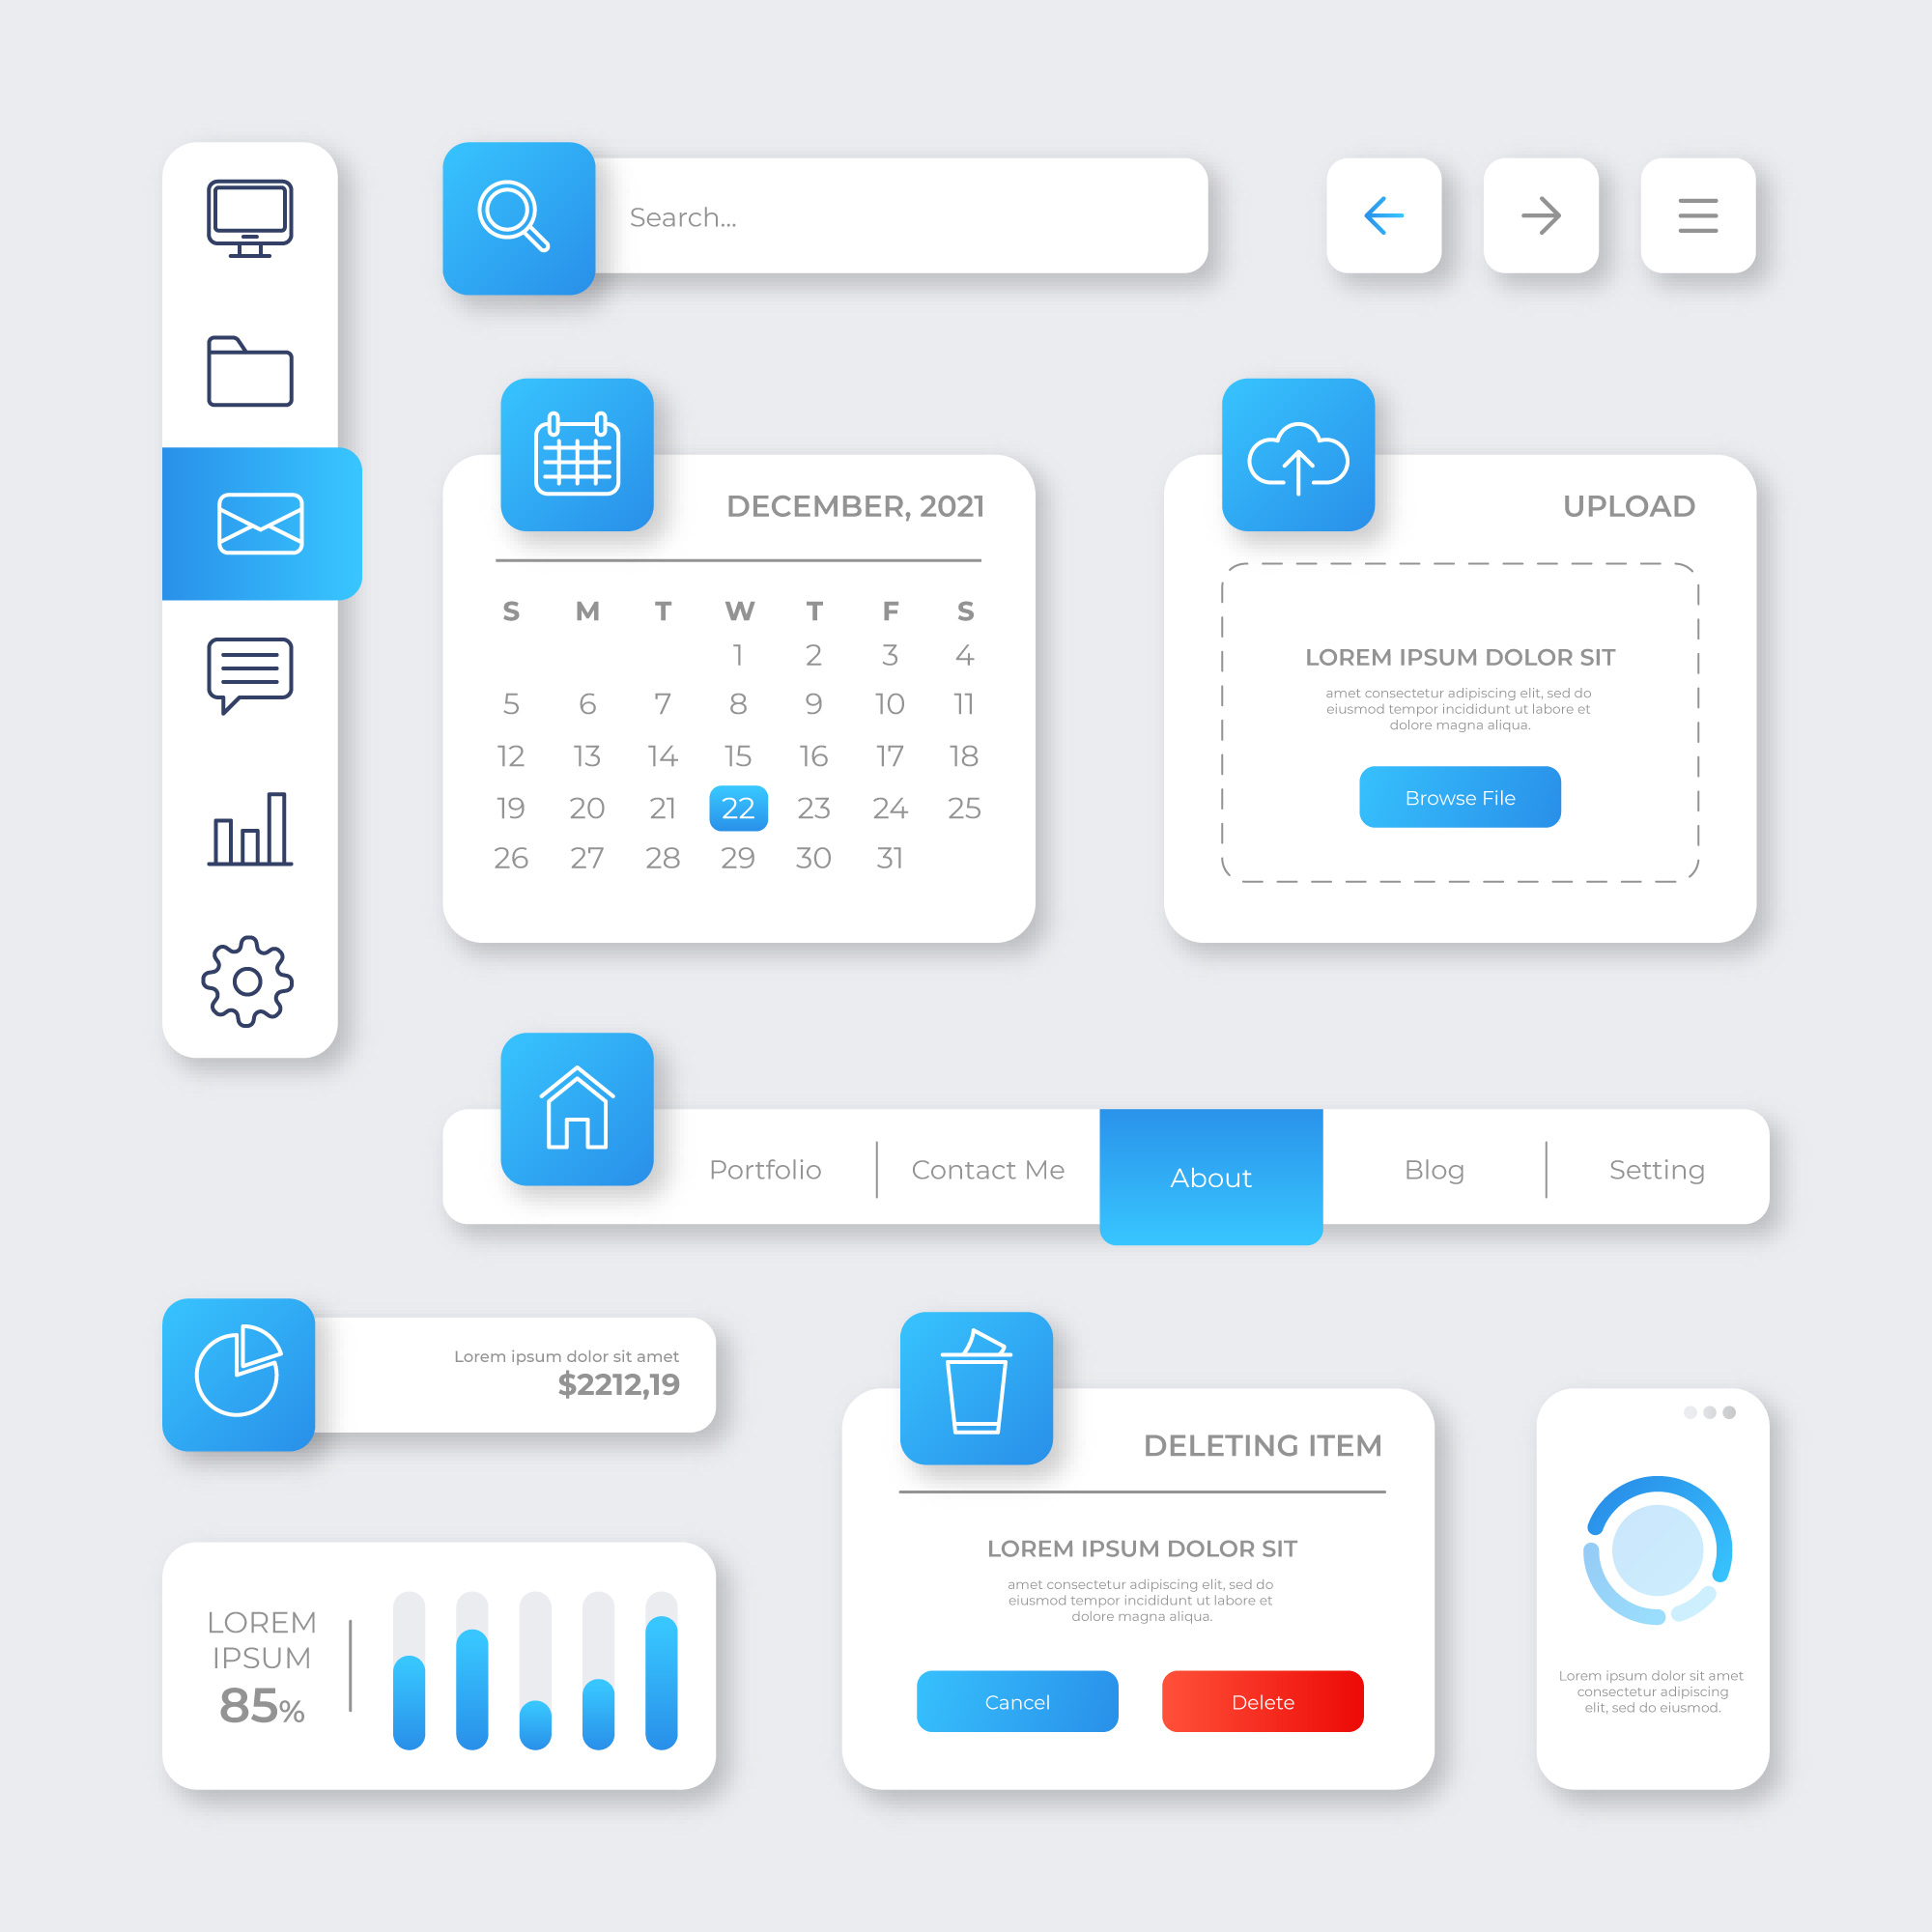 Search...
DECEMBER, 2021
S M T W T F S
1 2 3 4
5 6 7 8 9 10 11
12 13 14 15 16 17 18
19 20 21 22 23 24 25
26 27 28 29 30 31
UPLOAD
LOREM IPSUM DOLOR SIT
amet consectetur adipiscing elit, sed do
eiusmod tempor incididunt ut labore et
dolore magna aliqua.
Browse File
Portfolio
Contact Me
About
Blog
Setting
Lorem ipsum dolor sit amet
$2212,19
LOREM
IPSUM
85%
DELETING ITEM
LOREM IPSUM DOLOR SIT
amet consectetur adipiscing elit, sed do
eiusmod tempor incididunt ut labore et
dolore magna aliqua.
Cancel
Delete
Lorem ipsum dolor sit amet
consectetur adipiscing
elit, sed do eiusmod.